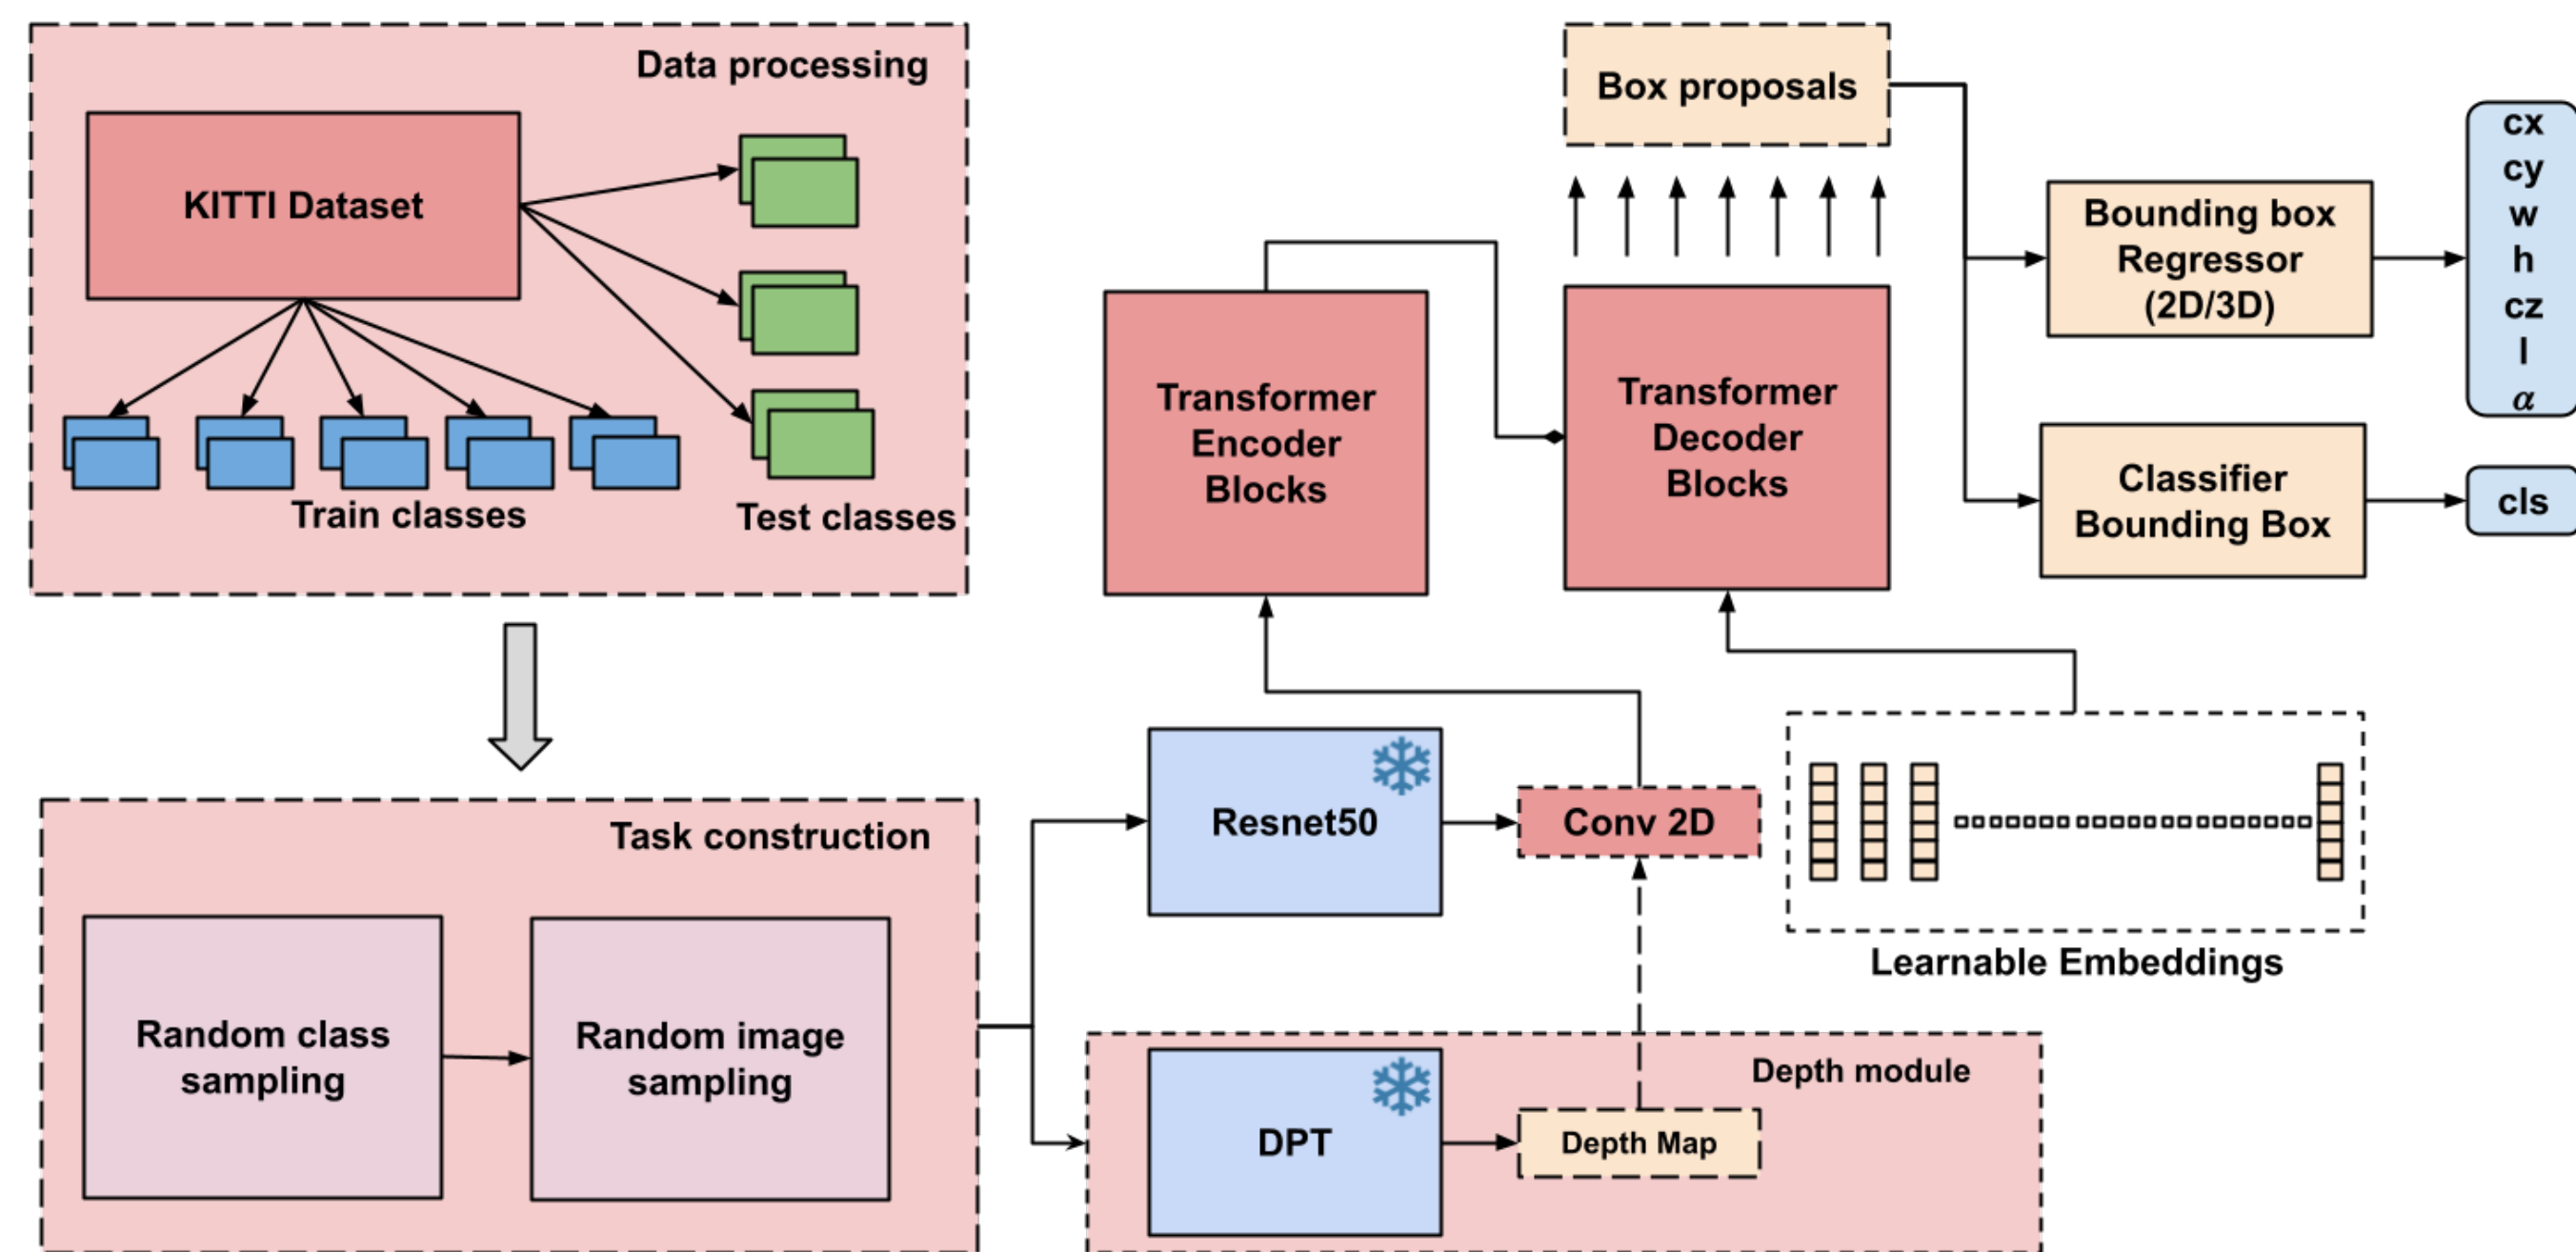 Data processing
KITTI Dataset
Train classes
Test classes
Task construction
Random class
sampling
Random image
sampling
Transformer
Encoder
Blocks
Box proposals
Transformer
Decoder
Blocks
Bounding box
Regressor
(2D/3D)
cx
cy
w
h
cz
l
α
Classifier
Bounding Box
cls
Resnet50
Conv 2D
Learnable Embeddings
Depth module
DPT
Depth Map